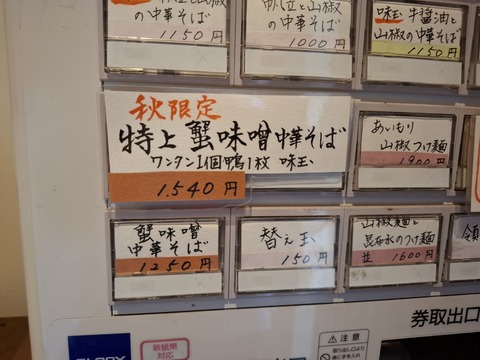 の中華そば
1150円
帆立と山椒
の中華そば
1000円
味玉 牛醤油と
山椒の中華そば
1150円
秋限定
特上 蟹味噌中華そば
ワンタン1個鴨1枚 味玉
1.540円
あいもり
山椒つけ麺
1900円
蟹味噌
中華そば
1250円
替え玉
150円
山椒麺と
昆布水のつけ麺
並 1600円
券取出口
GLORY
新紙幣
対応
注意